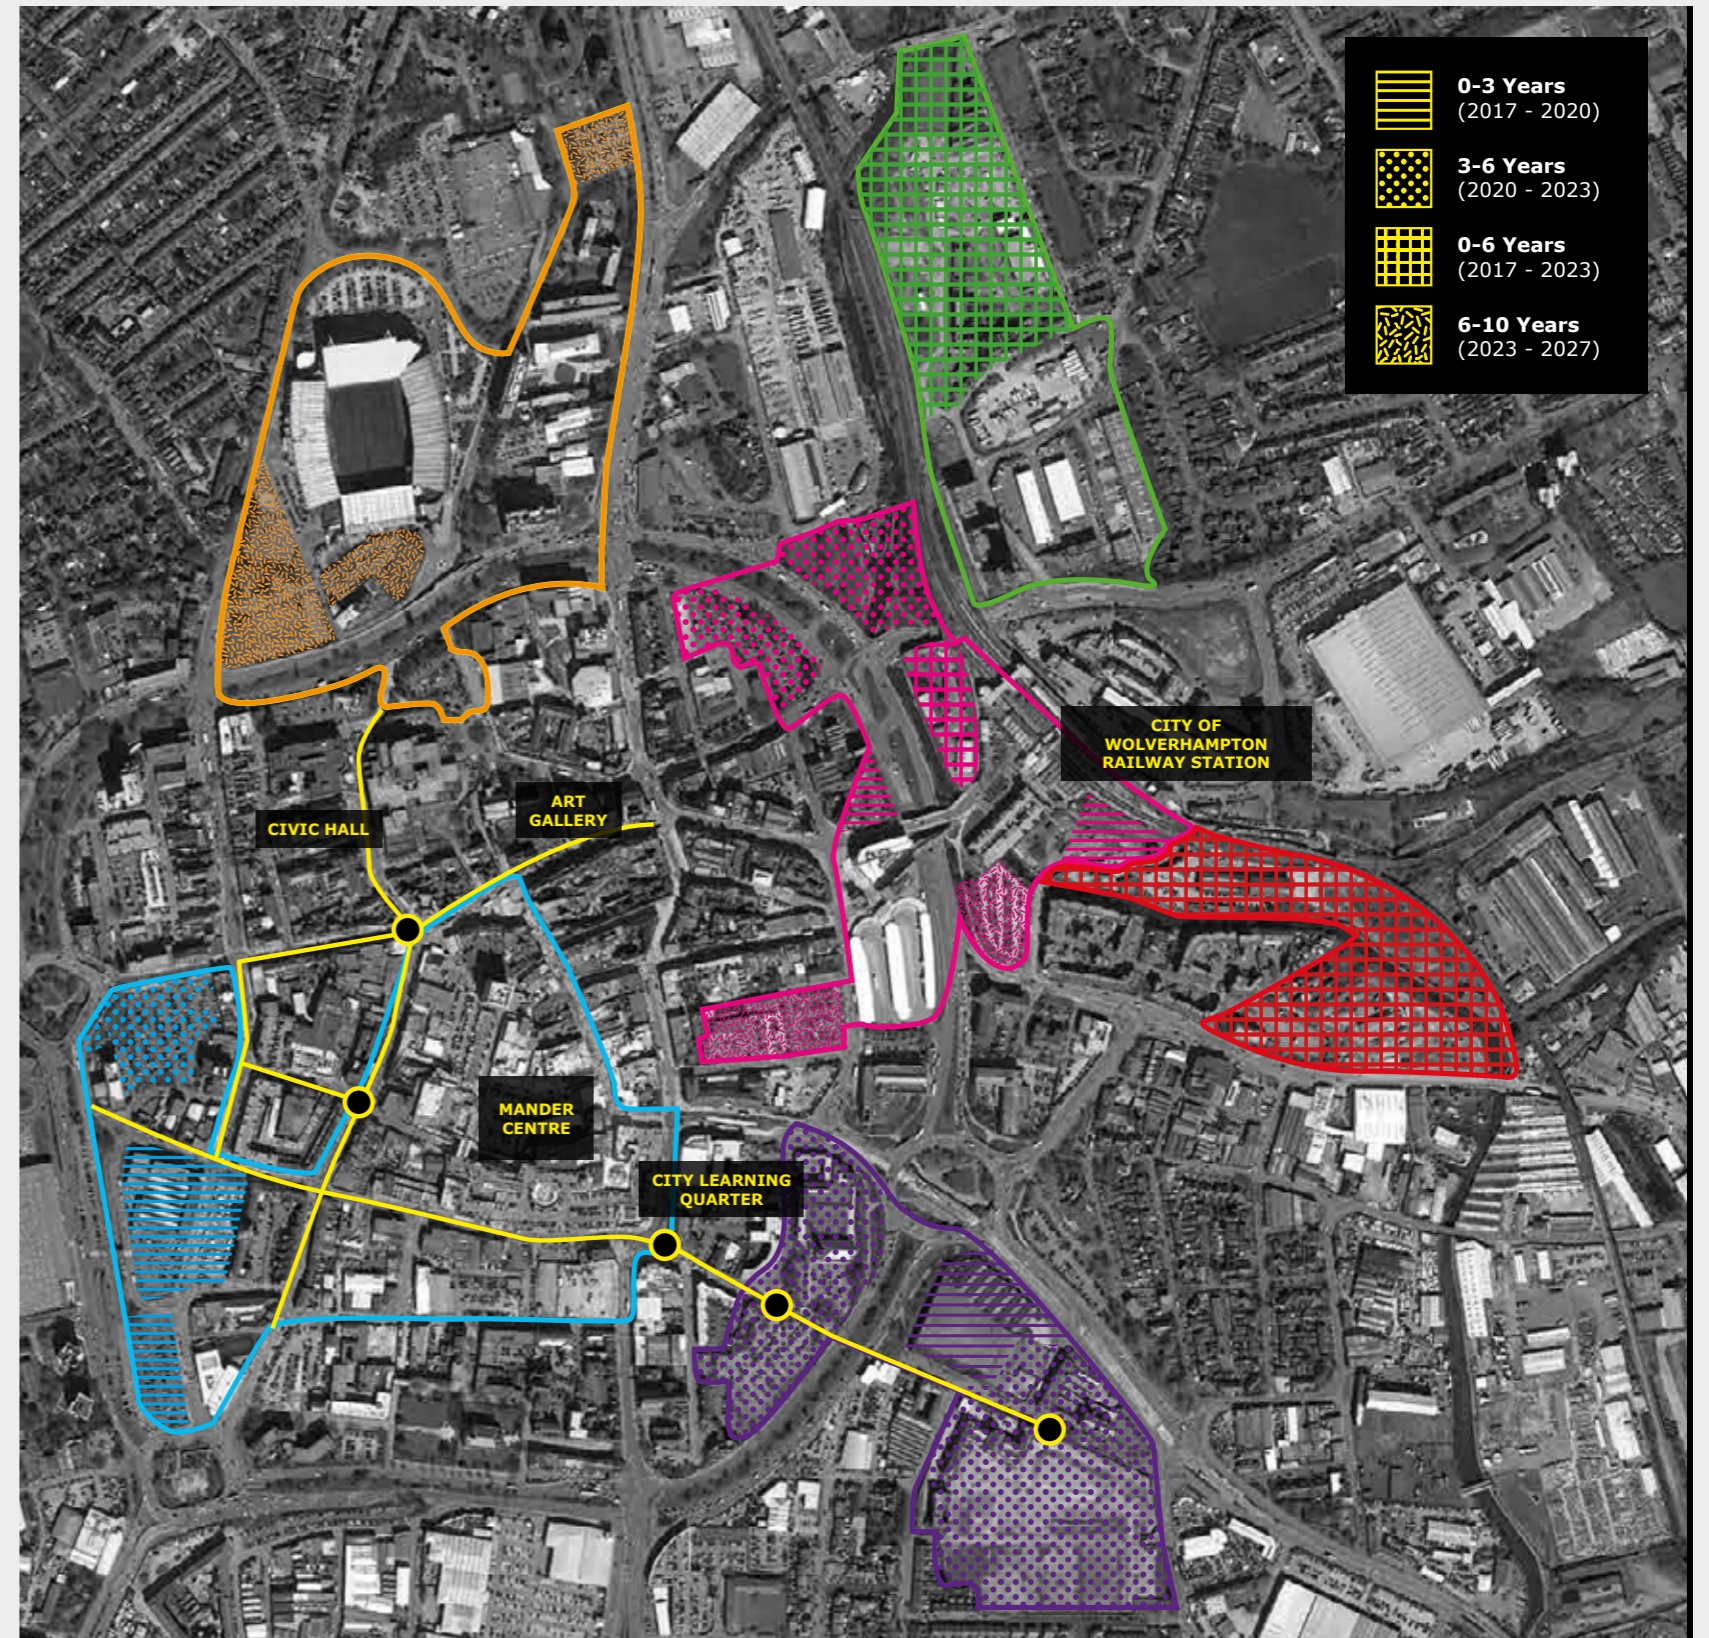 0-3 Years
(2017 - 2020)
3-6 Years
(2020 - 2023)
0-6 Years
(2017 - 2023)
6-10 Years
(2023 - 2027)
CITY OF
WOLVERHAMPTON
RAILWAY STATION
ART
GALLERY
CIVIC HALL
MANDER
CENTRE
CITY LEARNING
QUARTER